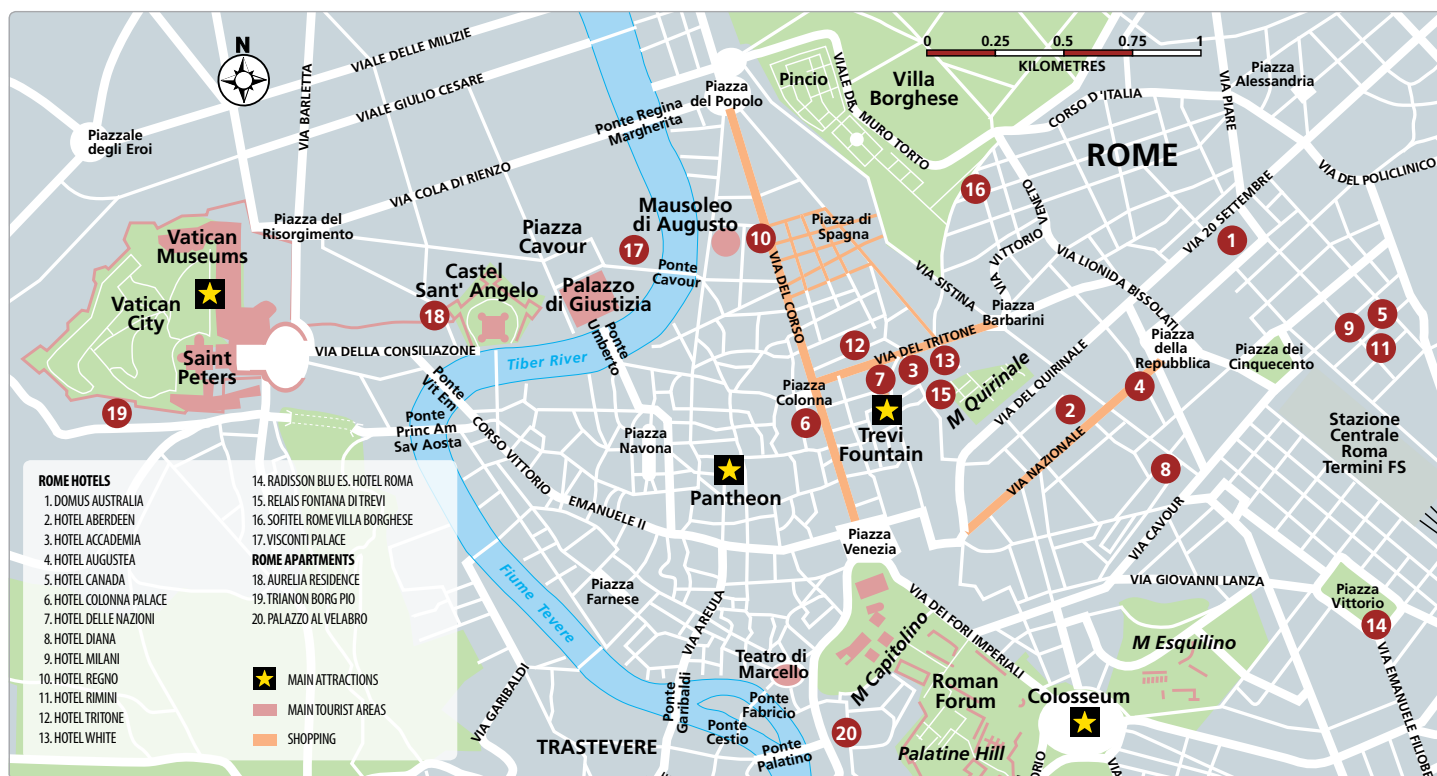 N
0
0.25
0.5
0.75
1
KILOMETRES
VIALE DELLE MILIZIE
VIALE GIULIO CESARE
VIA BARLETTA
Piazzale
degli Eroi
VIA COLA DI RIENZO
Ponte Regina
Margherita
Piazza
del Popolo
Pincio
VIALE DEL MURO TORTO
Villa
Borghese
CORSO D'ITALIA
VIA PIARE
Piazza
Alessandria
ROME
VIA DEL POLICLINICO
VIA 20 SETTEMBRE
16
1
Piazza del
Risorgimento
Vatican
Museums
Vatican
City
Saint
Peters
Piazza
Cavour
17
Mausoleo
di Augusto
10
Piazza di
Spagna
VIA SISTINA
VIA VITTORIO VENETO
VIA LIONIDA BISSOLATI
Castel
Sant' Angelo
18
Palazzo
di Giustizia
Ponte
Cavour
VIA DEL CORSO
Piazza
Barbarini
VIA DELLA CONSILIAZONE
Tiber River
Ponte
Umberto
12
VIA DEL TRITONE
13
3
7
15
M Quirinale
VIA DEL QUIRINALE
Piazza
della
Repubblica
Piazza dei
Cinquecento
9
5
11
4
2
19
Ponte
Vit Em
Ponte
Princ Am
Sav Aosta
CORSO VITTORIO
EMANUELE II
Piazza
Navona
Pantheon
Piazza
Colonna
6
Trevi
Fountain
VIA NAZIONALE
8
Stazione
Centrale
Roma
Termini FS
VIA CAVOUR
Piazza
Venezia
VIA GIOVANNI LANZA
Piazza
Vittorio
14
VIA EMANUELE FILIOBE
Piazza
Farnese
Fiume Tevere
VIA AREULA
VIA GARIBALDI
Teatro di
Marcello
M Capitolino
VIA DEI FORI IMPERIALI
Roman
Forum
M Esquilino
Colosseum
Palatine Hill
Ponte
Garibaldi
Ponte
Fabricio
Ponte
Cestio
Ponte
Palatino
20
TRASTEVERE
VIA
ROME HOTELS
1. DOMUS AUSTRALIA
2. HOTEL ABERDEEN
3. HOTEL ACCADEMIA
4. HOTEL AUGUSTEA
5. HOTEL CANADA
6. HOTEL COLONNA PALACE
7. HOTEL DELLE NAZIONI
8. HOTEL DIANA
9. HOTEL MILANI
10. HOTEL REGNO
11. HOTEL RIMINI
12. HOTEL TRITONE
13. HOTEL WHITE
14. RADISSON BLU ES. HOTEL ROMA
15. RELAIS FONTANA DI TREVI
16. SOFITEL ROME VILLA BORGHESE
17. VISCONTI PALACE
ROME APARTMENTS
18. AURELIA RESIDENCE
19. TRIANON BORG PIO
20. PALAZZO AL VELABRO
MAIN ATTRACTIONS
MAIN TOURIST AREAS
SHOPPING